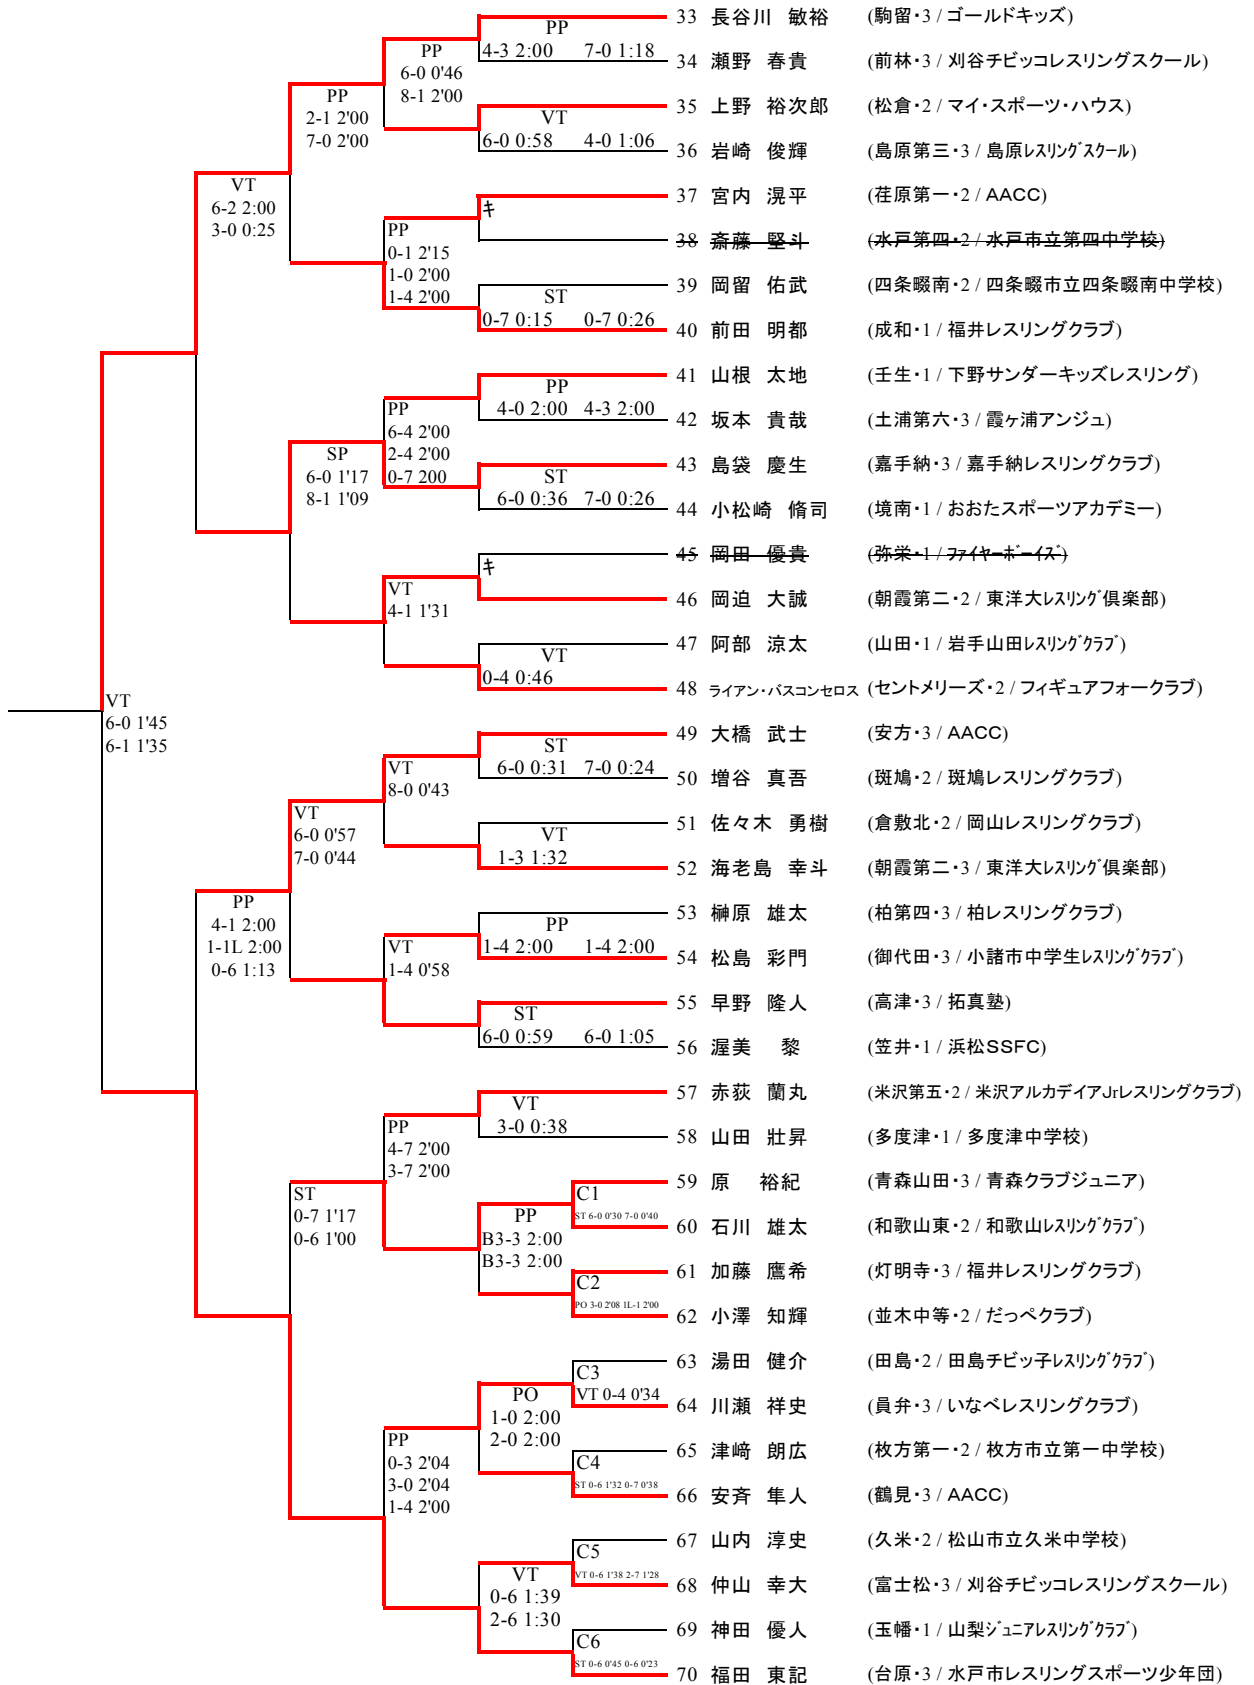 33 長谷川 敏裕 (駒留・3 / ゴールドキッズ)
PP
4-3 2:00 7-0 1:18
34 瀬野 春貴 (前林・3 / 刈谷チビッコレスリングスクール)
PP
6-0 0'46
8-1 2'00
35 上野 裕次郎 (松倉・2 / マイ・スポーツ・ハウス)
VT
6-0 0:58 4-0 1:06
36 岩崎 俊輝 (島原第三・3 / 島原レスリングスクール)
PP
2-1 2'00
7-0 2'00
37 宮内 滉平 (荏原第一・2 / AACC)
キ
38 斎藤 堅斗 (水戸第四・2 / 水戸市立第四中学校)
VT
6-2 2:00
3-0 0:25
PP
0-1 2'15
1-0 2'00
1-4 2'00
39 岡留 佑武 (四条畷南・2 / 四条畷市立四条畷南中学校)
ST
0-7 0:15 0-7 0:26
40 前田 明都 (成和・1 / 福井レスリングクラブ)
41 山根 太地 (壬生・1 / 下野サンダーキッズレスリング)
PP
4-0 2:00 4-3 2:00
42 坂本 貴哉 (土浦第六・3 / 霞ヶ浦アンジュ)
PP
6-4 2'00
2-4 2'00
0-7 200
43 島袋 慶生 (嘉手納・3 / 嘉手納レスリングクラブ)
ST
6-0 0:36 7-0 0:26
44 小松崎 脩司 (境南・1 / おおたスポーツアカデミー)
SP
6-0 1'17
8-1 1'09
45 岡田 優貴 (弥栄・1 / ファイヤーボーイズ)
キ
46 岡迫 大誠 (朝霞第二・2 / 東洋大レスリング倶楽部)
VT
4-1 1'31
47 阿部 涼太 (山田・1 / 岩手山田レスリングクラブ)
VT
0-4 0:46
48 ライアン・バスコンセロス (セントメリーズ・2 / フィギュアフォークラブ)
VT
6-0 1'45
6-1 1'35
49 大橋 武士 (安方・3 / AACC)
ST
6-0 0:31 7-0 0:24
50 増谷 真吾 (斑鳩・2 / 斑鳩レスリングクラブ)
VT
8-0 0'43
51 佐々木 勇樹 (倉敷北・2 / 岡山レスリングクラブ)
VT
1-3 1:32
52 海老島 幸斗 (朝霞第二・3 / 東洋大レスリング倶楽部)
VT
6-0 0'57
7-0 0'44
53 榊原 雄太 (柏第四・3 / 柏レスリングクラブ)
PP
1-4 2:00 1-4 2:00
54 松島 彩門 (御代田・3 / 小諸市中学生レスリングクラブ)
PP
4-1 2:00
1-1L 2:00
0-6 1:13
VT
1-4 0'58
55 早野 隆人 (高津・3 / 拓真塾)
ST
6-0 0:59 6-0 1:05
56 渥美 黎 (笠井・1 / 浜松SSFC)
57 赤荻 蘭丸 (米沢第五・2 / 米沢アルカデイアJrレスリングクラブ)
VT
3-0 0:38
58 山田 壮昇 (多度津・1 / 多度津中学校)
PP
4-7 2'00
3-7 2'00
59 原 裕紀 (青森山田・3 / 青森クラブジュニア)
C1
ST 6-0 0'30 7-0 0'40
60 石川 雄太 (和歌山東・2 / 和歌山レスリングクラブ)
ST
0-7 1'17
0-6 1'00
PP
B3-3 2:00
B3-3 2:00
61 加藤 鷹希 (灯明寺・3 / 福井レスリングクラブ)
C2
PO 3-0 2'08 1L-1 2'00
62 小澤 知輝 (並木中等・2 / だっぺクラブ)
63 湯田 健介 (田島・2 / 田島チビッ子レスリングクラブ)
C3
VT 0-4 0'34
64 川瀬 祥史 (員弁・3 / いなべレスリングクラブ)
PO
1-0 2:00
2-0 2:00
65 津﨑 朗広 (枚方第一・2 / 枚方市立第一中学校)
C4
ST 0-6 1'32 0-7 0'38
66 安斉 隼人 (鶴見・3 / AACC)
PP
0-3 2'04
3-0 2'04
1-4 2'00
67 山内 淳史 (久米・2 / 松山市立久米中学校)
C5
VT 0-6 1'38 2-7 1'28
68 仲山 幸大 (富士松・3 / 刈谷チビッコレスリングスクール)
VT
0-6 1:39
2-6 1:30
69 神田 優人 (玉幡・1 / 山梨ジュニアレスリングクラブ)
C6
ST 0-6 0'45 0-6 0'23
70 福田 東記 (台原・3 / 水戸市レスリングスポーツ少年団)